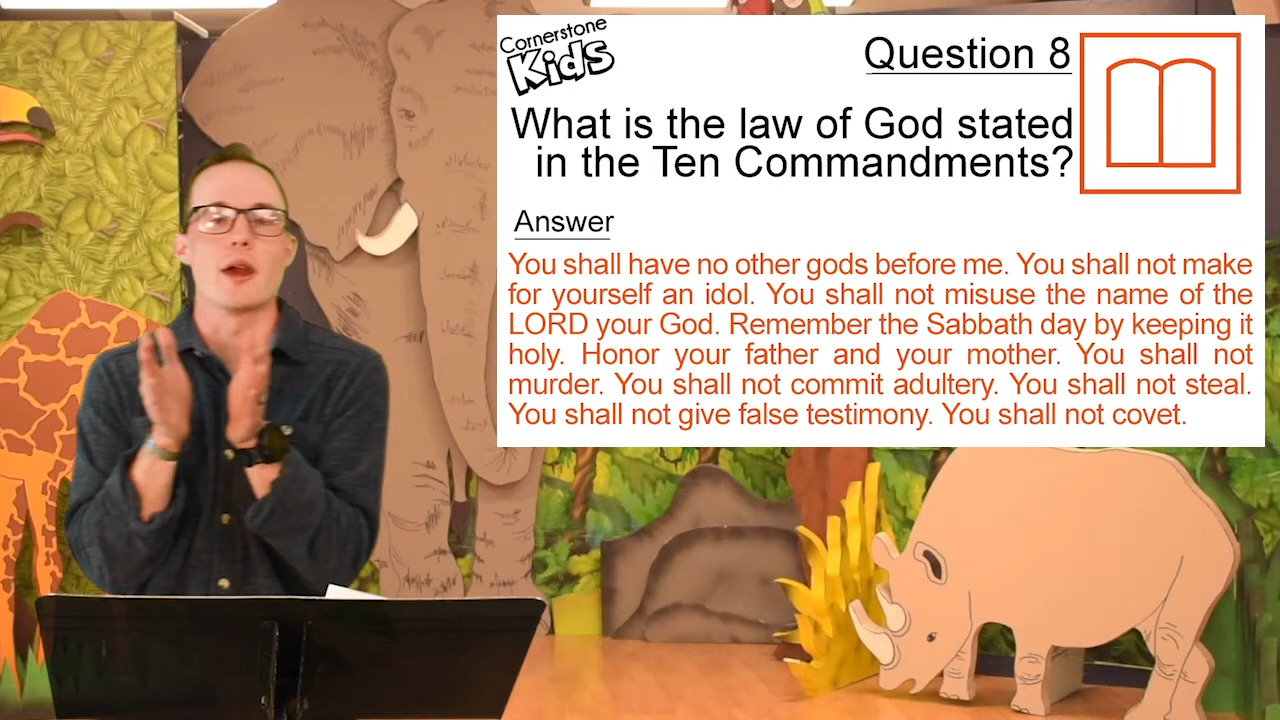 Cornerstone
Kids
Question 8
What is the law of God stated
in the Ten Commandments?
Answer
You shall have no other gods before me. You shall not make
for yourself an idol. You shall not misuse the name of the
LORD your God. Remember the Sabbath day by keeping it
holy. Honor your father and your mother. You shall not
murder. You shall not commit adultery. You shall not steal.
You shall not give false testimony. You shall not covet.